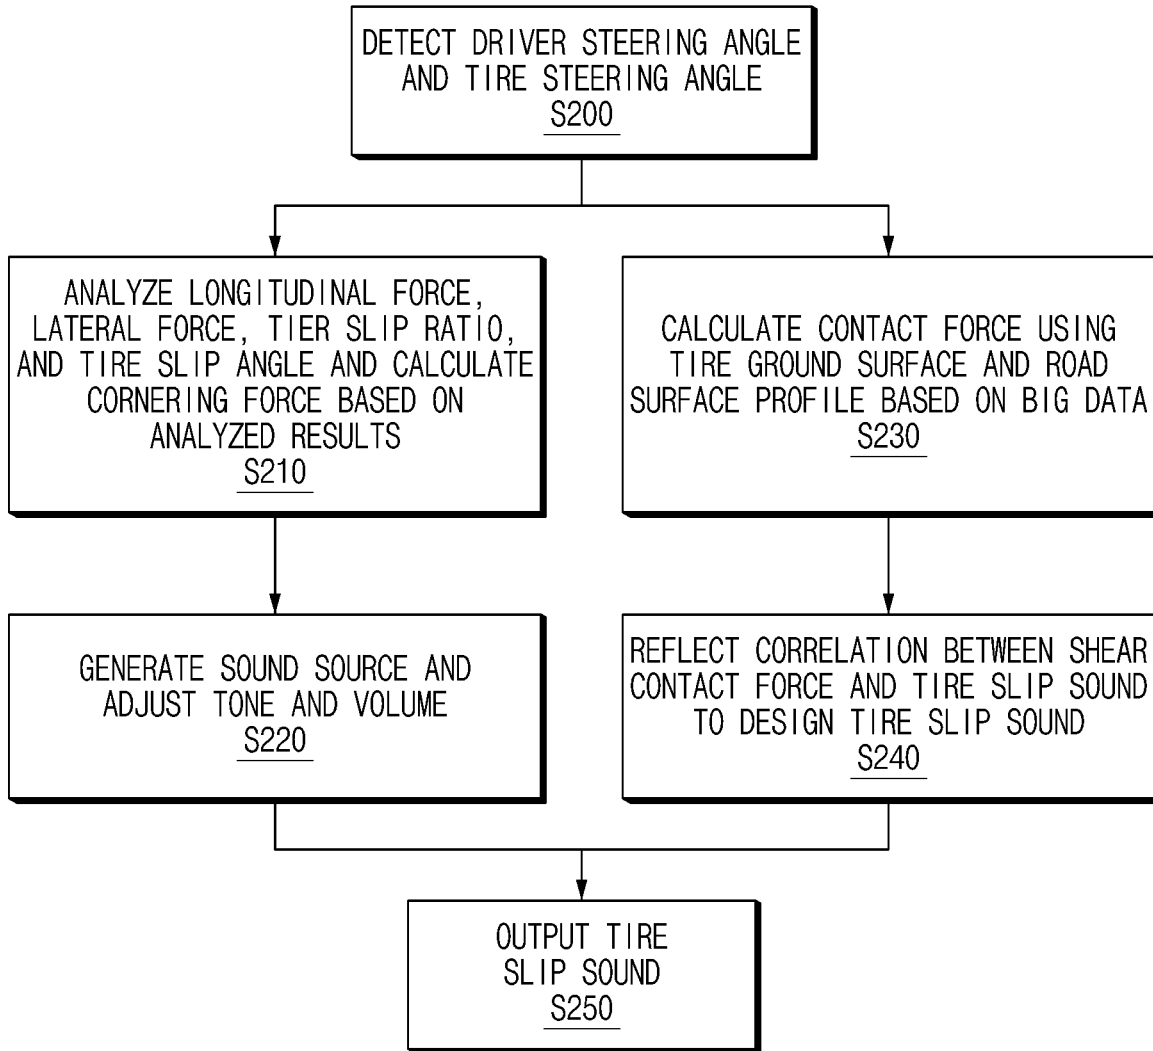 DETECT DRIVER STEERING ANGLE
AND TIRE STEERING ANGLE
S200
ANALYZE LONGITUDINAL FORCE,
LATERAL FORCE, TIER SLIP RATIO,
AND TIRE SLIP ANGLE AND CALCULATE
CORNERING FORCE BASED ON
ANALYZED RESULTS
S210
CALCULATE CONTACT FORCE USING
TIRE GROUND SURFACE AND ROAD
SURFACE PROFILE BASED ON BIG DATA
S230
GENERATE SOUND SOURCE AND
ADJUST TONE AND VOLUME
S220
REFLECT CORRELATION BETWEEN SHEAR
CONTACT FORCE AND TIRE SLIP SOUND
TO DESIGN TIRE SLIP SOUND
S240
OUTPUT TIRE
SLIP SOUND
S250